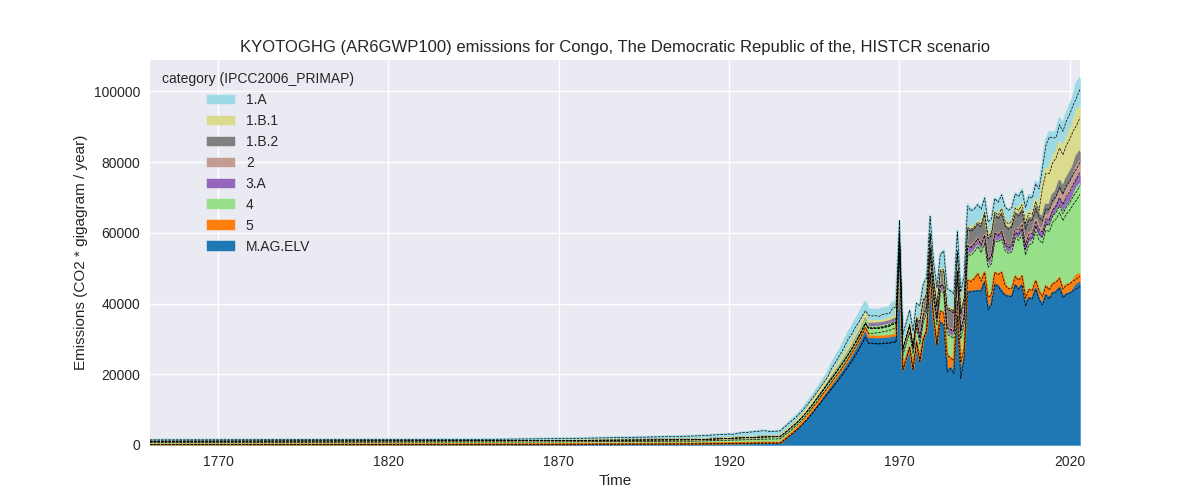 KYOTOGHG (AR6GWP100) emissions for Congo, The Democratic Republic of the, HISTCR scenario
category (IPCC2006_PRIMAP)
1.A
1.B.1
1.B.2
2
3.A
4
5
M.AG.ELV
Emissions (CO2 * gigagram / year)
100000
80000
60000
40000
20000
0
1770
1820
1870
1920
1970
2020
Time